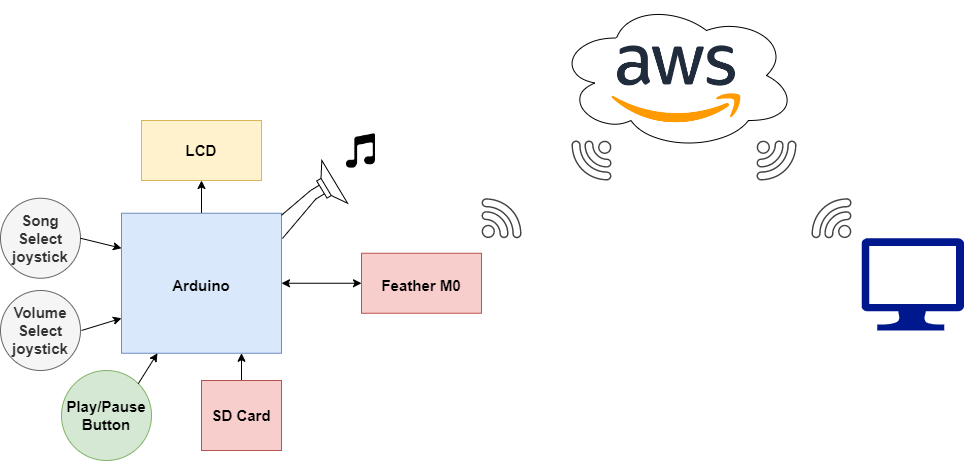 aws
LCD
Song
Select
joystick
Arduino
Feather M0
Volume
Select
joystick
Play/Pause
Button
SD Card